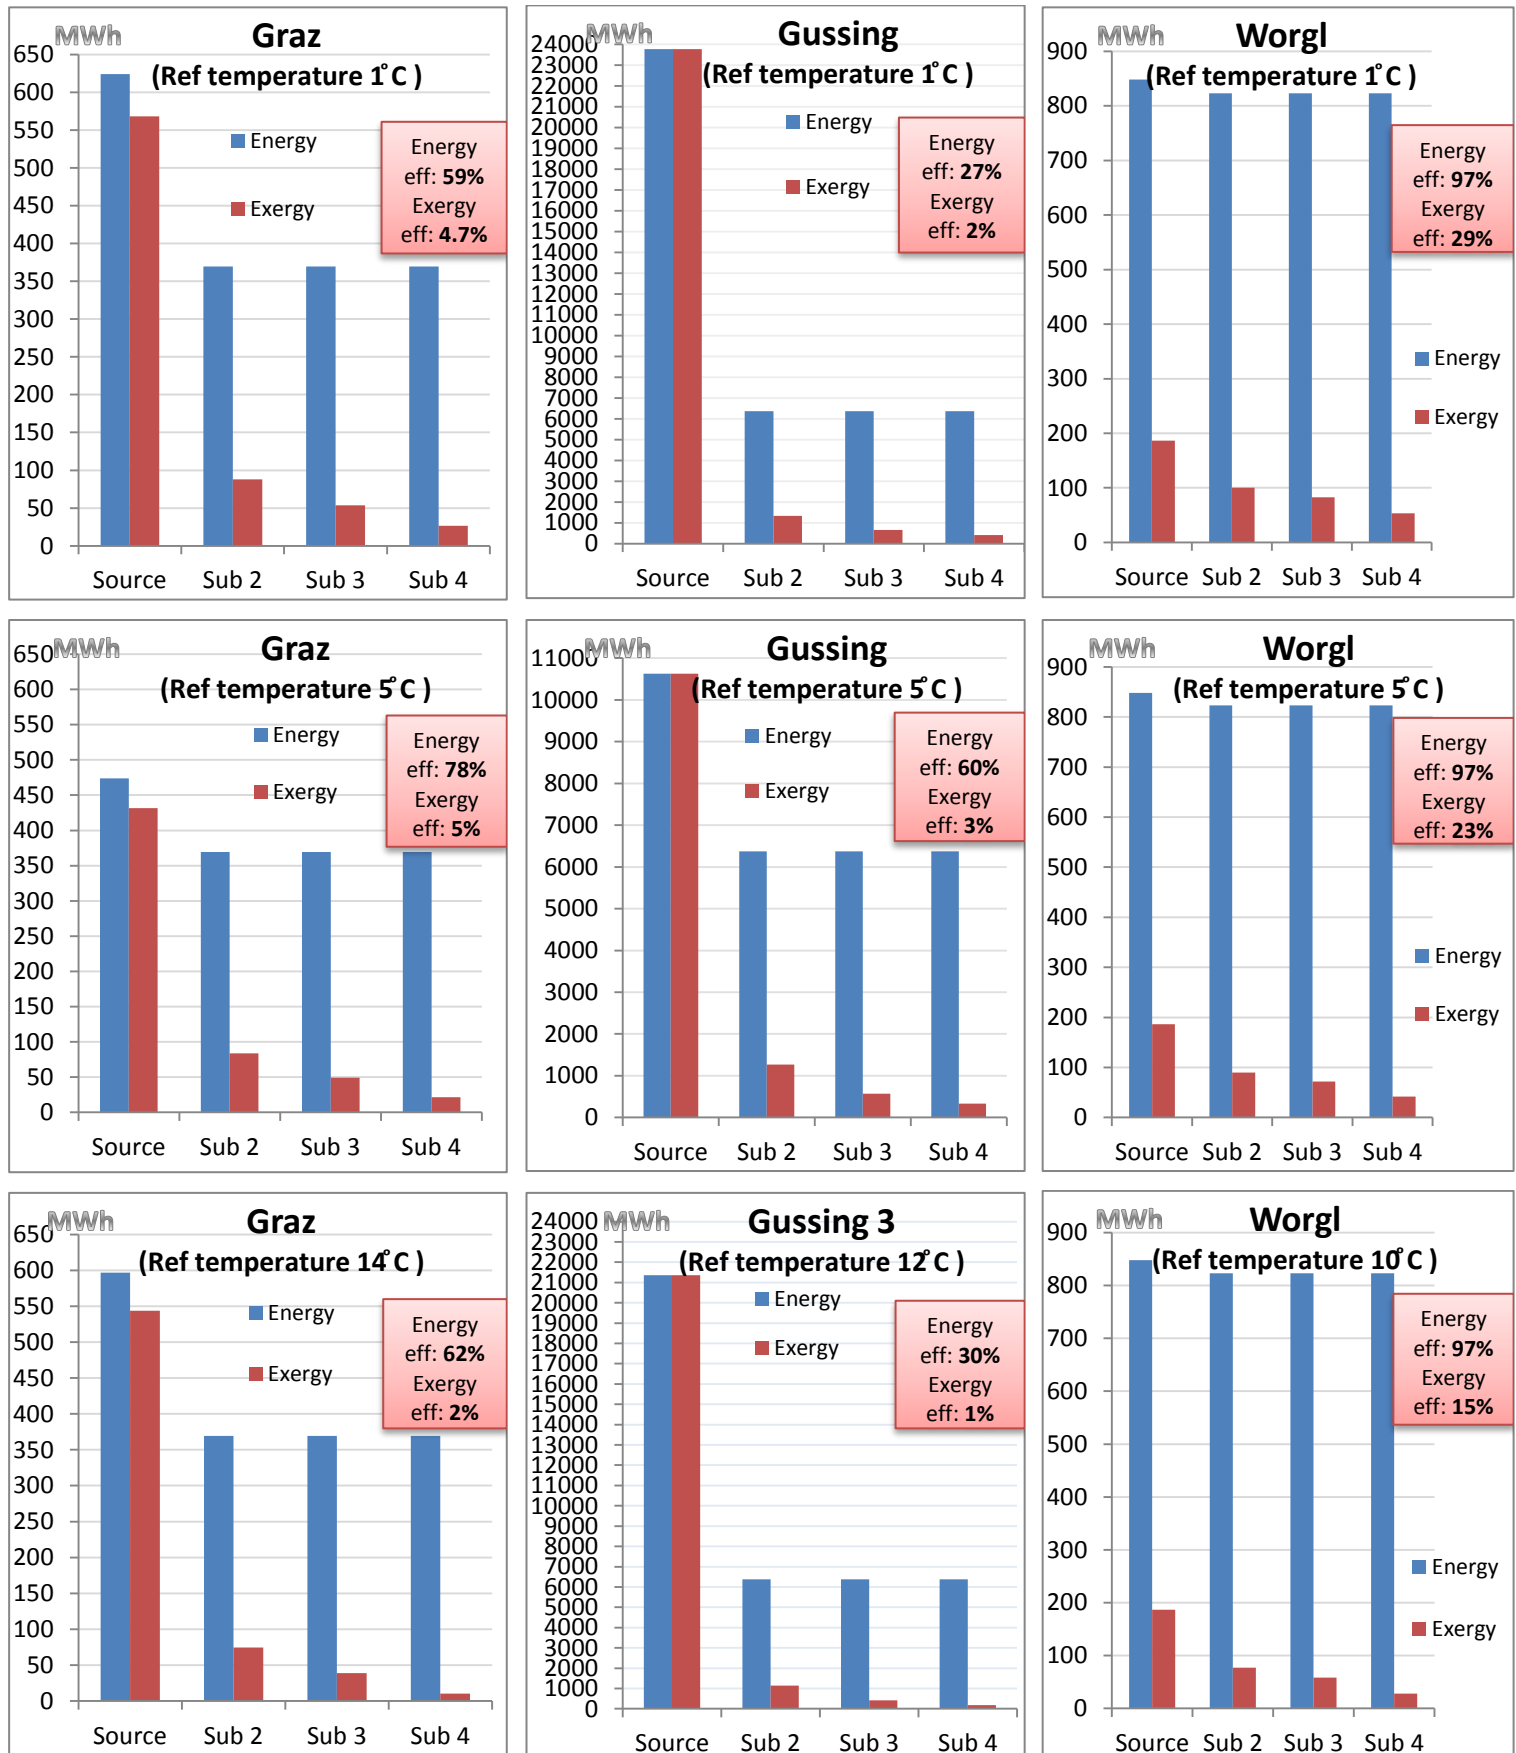 MWh
Graz
(Ref temperature 1°C )
650
600
550
500
450
400
350
300
250
200
150
100
50
0
Energy
Exergy
Energy
eff: 59%
Exergy
eff: 4.7%
Source Sub 2 Sub 3 Sub 4
MWh
Gussing
(Ref temperature 1°C )
24000
23000
22000
21000
20000
19000
18000
17000
16000
15000
14000
13000
12000
11000
10000
9000
8000
7000
6000
5000
4000
3000
2000
1000
0
Energy
Exergy
Energy
eff: 27%
Exergy
eff: 2%
Source Sub 2 Sub 3 Sub 4
MWh
Worgl
(Ref temperature 1°C )
900
800
700
600
500
400
300
200
100
0
Energy
eff: 97%
Exergy
eff: 29%
Energy
Exergy
Source Sub 2 Sub 3 Sub 4
MWh
Graz
(Ref temperature 5°C )
650
600
550
500
450
400
350
300
250
200
150
100
50
0
Energy
Exergy
Energy
eff: 78%
Exergy
eff: 5%
Source Sub 2 Sub 3 Sub 4
MWh
Gussing
(Ref temperature 5°C )
11000
10000
9000
8000
7000
6000
5000
4000
3000
2000
1000
0
Energy
Exergy
Energy
eff: 60%
Exergy
eff: 3%
Source Sub 2 Sub 3 Sub 4
MWh
Worgl
(Ref temperature 5°C )
900
800
700
600
500
400
300
200
100
0
Energy
eff: 97%
Exergy
eff: 23%
Energy
Exergy
Source Sub 2 Sub 3 Sub 4
MWh
Graz
(Ref temperature 14°C )
650
600
550
500
450
400
350
300
250
200
150
100
50
0
Energy
Exergy
Energy
eff: 62%
Exergy
eff: 2%
Source Sub 2 Sub 3 Sub 4
MWh
Gussing 3
(Ref temperature 12°C )
24000
23000
22000
21000
20000
19000
18000
17000
16000
15000
14000
13000
12000
11000
10000
9000
8000
7000
6000
5000
4000
3000
2000
1000
0
Energy
Exergy
Energy
eff: 30%
Exergy
eff: 1%
Source Sub 2 Sub 3 Sub 4
MWh
Worgl
(Ref temperature 10°C )
900
800
700
600
500
400
300
200
100
0
Energy
eff: 97%
Exergy
eff: 15%
Energy
Exergy
Source Sub 2 Sub 3 Sub 4